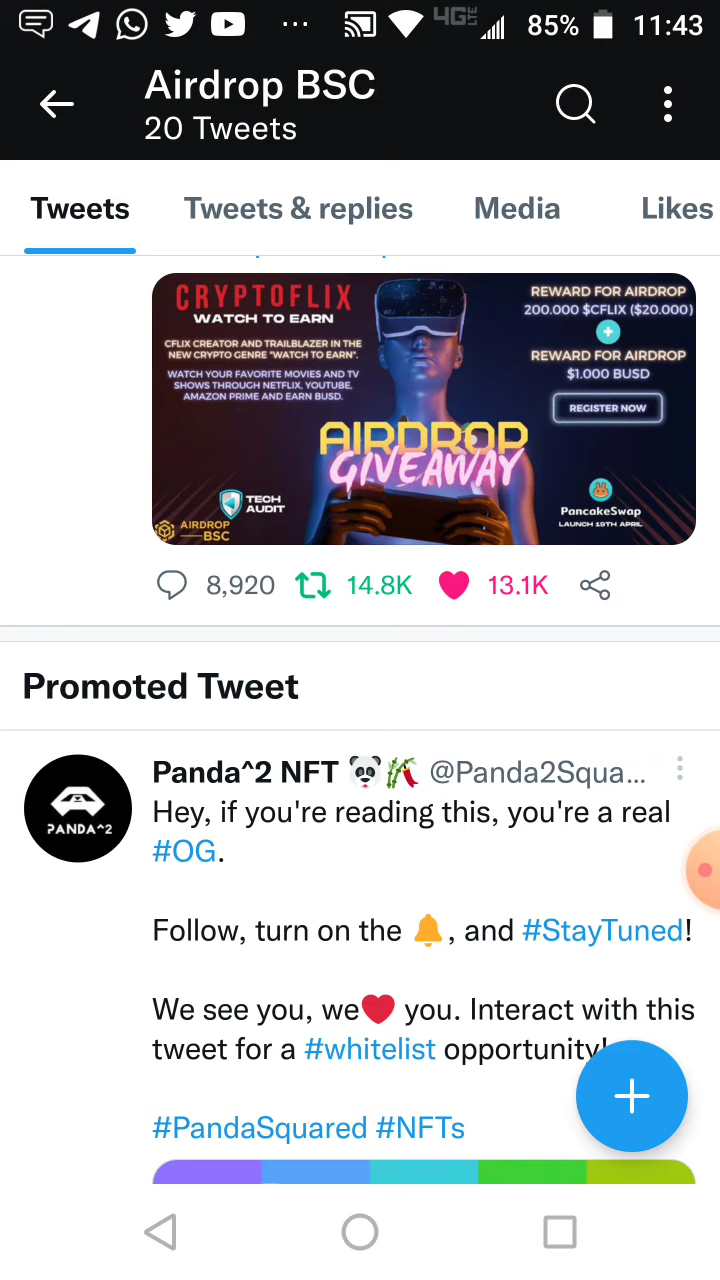 4G LTE 85% 11:43
Airdrop BSC
20 Tweets
Tweets Tweets & replies Media Likes
CRYPTOFLIX
WATCH TO EARN
CFLIX CREATOR AND TRAILBLAZER IN THE
NEW CRYPTO GENRE "WATCH TO EARN".
WATCH YOUR FAVORITE MOVIES AND TV
SHOWS THROUGH NETFLIX, YOUTUBE,
AMAZON PRIME AND EARN BUSD.
REWARD FOR AIRDROP
200.000 $CFLIX ($20.000)
+
REWARD FOR AIRDROP
$1.000 BUSD
REGISTER NOW
AIRDROP
GIVEAWAY
TECH
AUDIT
AIRDROP
BSC
PancakeSwap
LAUNCH 19TH APRIL
8,920 14.8K 13.1K
Promoted Tweet
PANDA^2
Panda^2 NFT 🐼🎋🌶️ @Panda2Squa...
Hey, if you're reading this, you're a real
#OG.
Follow, turn on the 🔔, and #StayTuned!
We see you, we❤️ you. Interact with this
tweet for a #whitelist opportunity!
#PandaSquared #NFTs